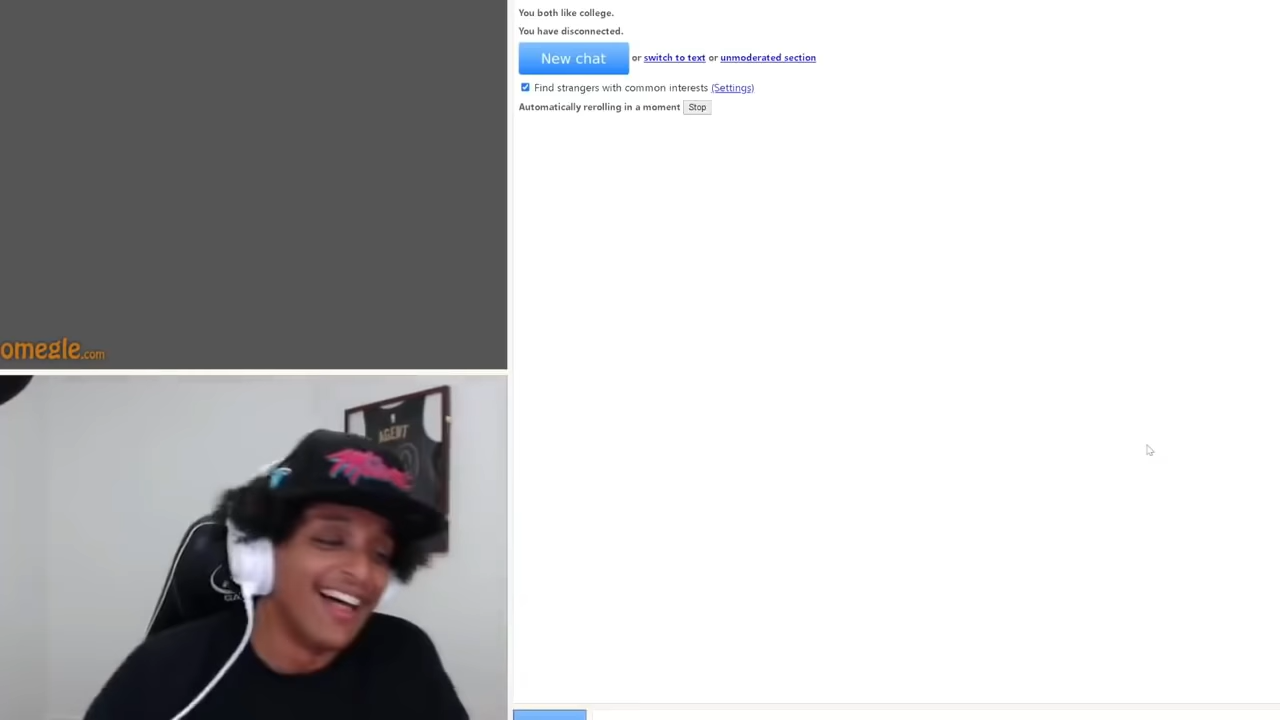 You both like college.
You have disconnected.
New chat or switch to text or unmoderated section
Find strangers with common interests (Settings)
Automatically rerolling in a moment Stop
omegle.com
AGENT